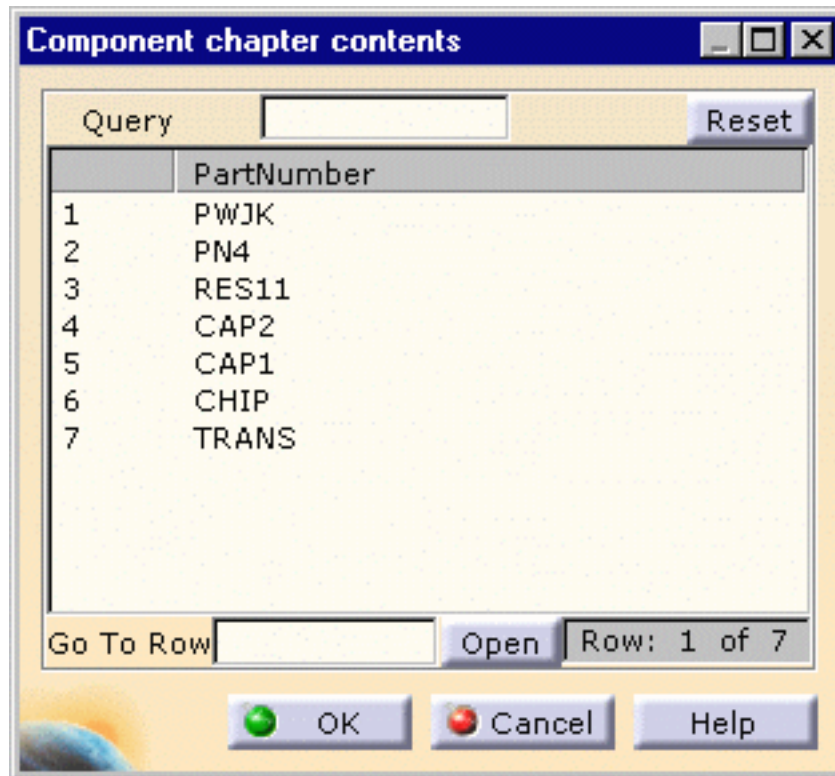 Component chapter contents
Query Reset
PartNumber
1 PWJK
2 PN4
3 RES11
4 CAP2
5 CAP1
6 CHIP
7 TRANS
Go To Row Open Row: 1 of 7
OK Cancel Help